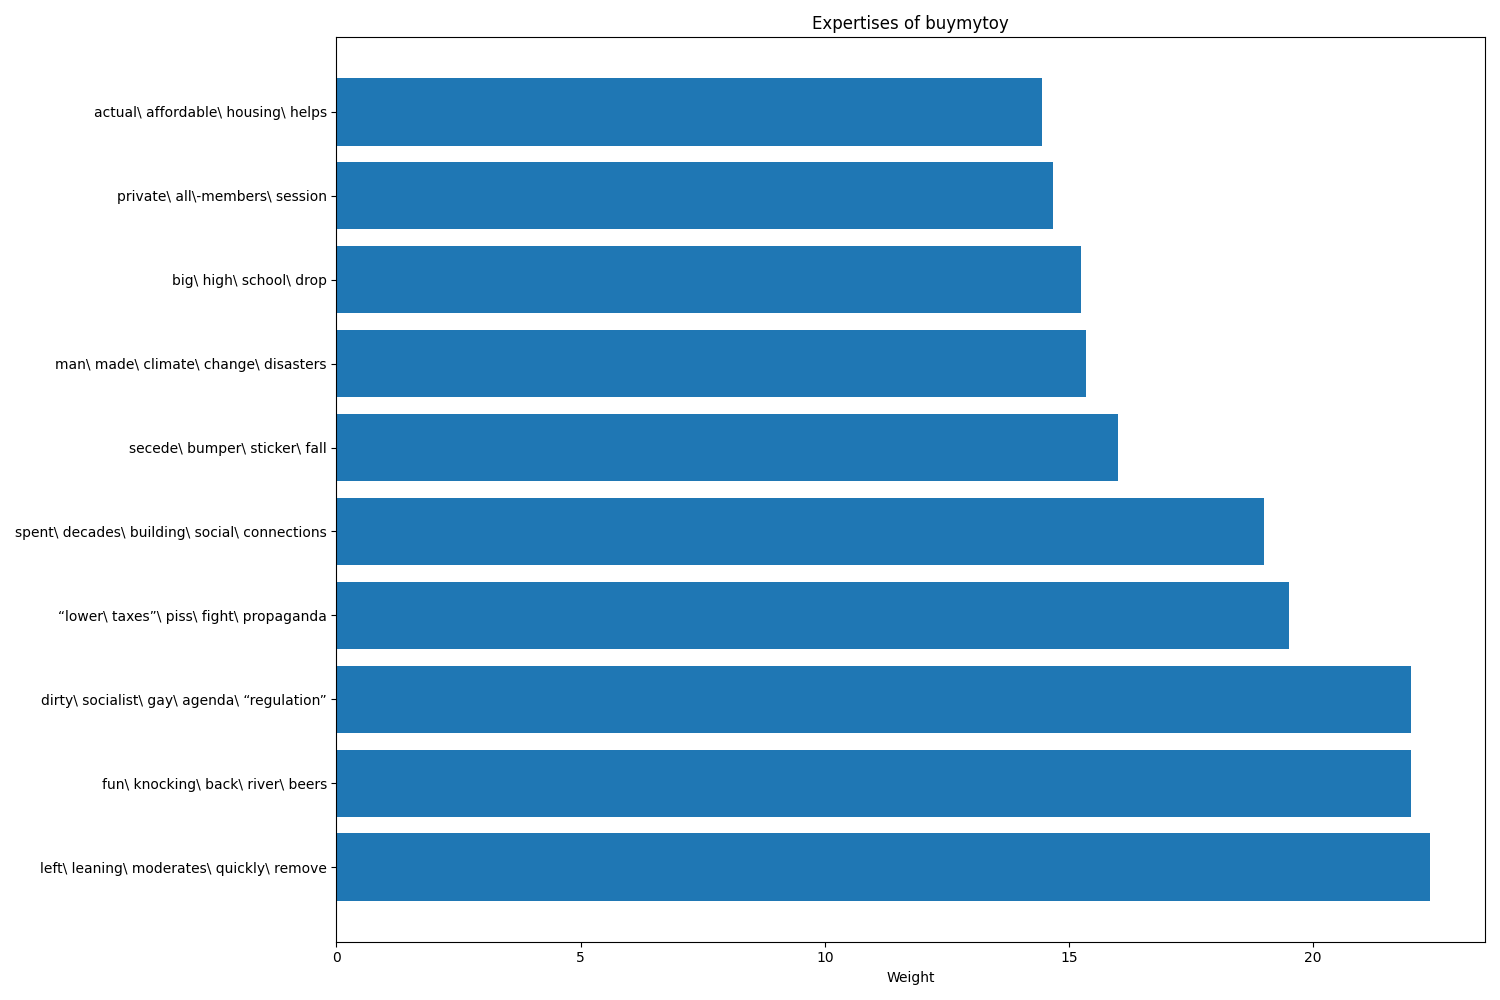 Expertises of buymytoy
actual\ affordable\ housing\ helps
private\ all\-members\ session
big\ high\ school\ drop
man\ made\ climate\ change\ disasters
secede\ bumper\ sticker\ fall
spent\ decades\ building\ social\ connections
“lower\ taxes”\ piss\ fight\ propaganda
dirty\ socialist\ gay\ agenda\ “regulation”
fun\ knocking\ back\ river\ beers
left\ leaning\ moderates\ quickly\ remove
0 5 10 15 20
Weight